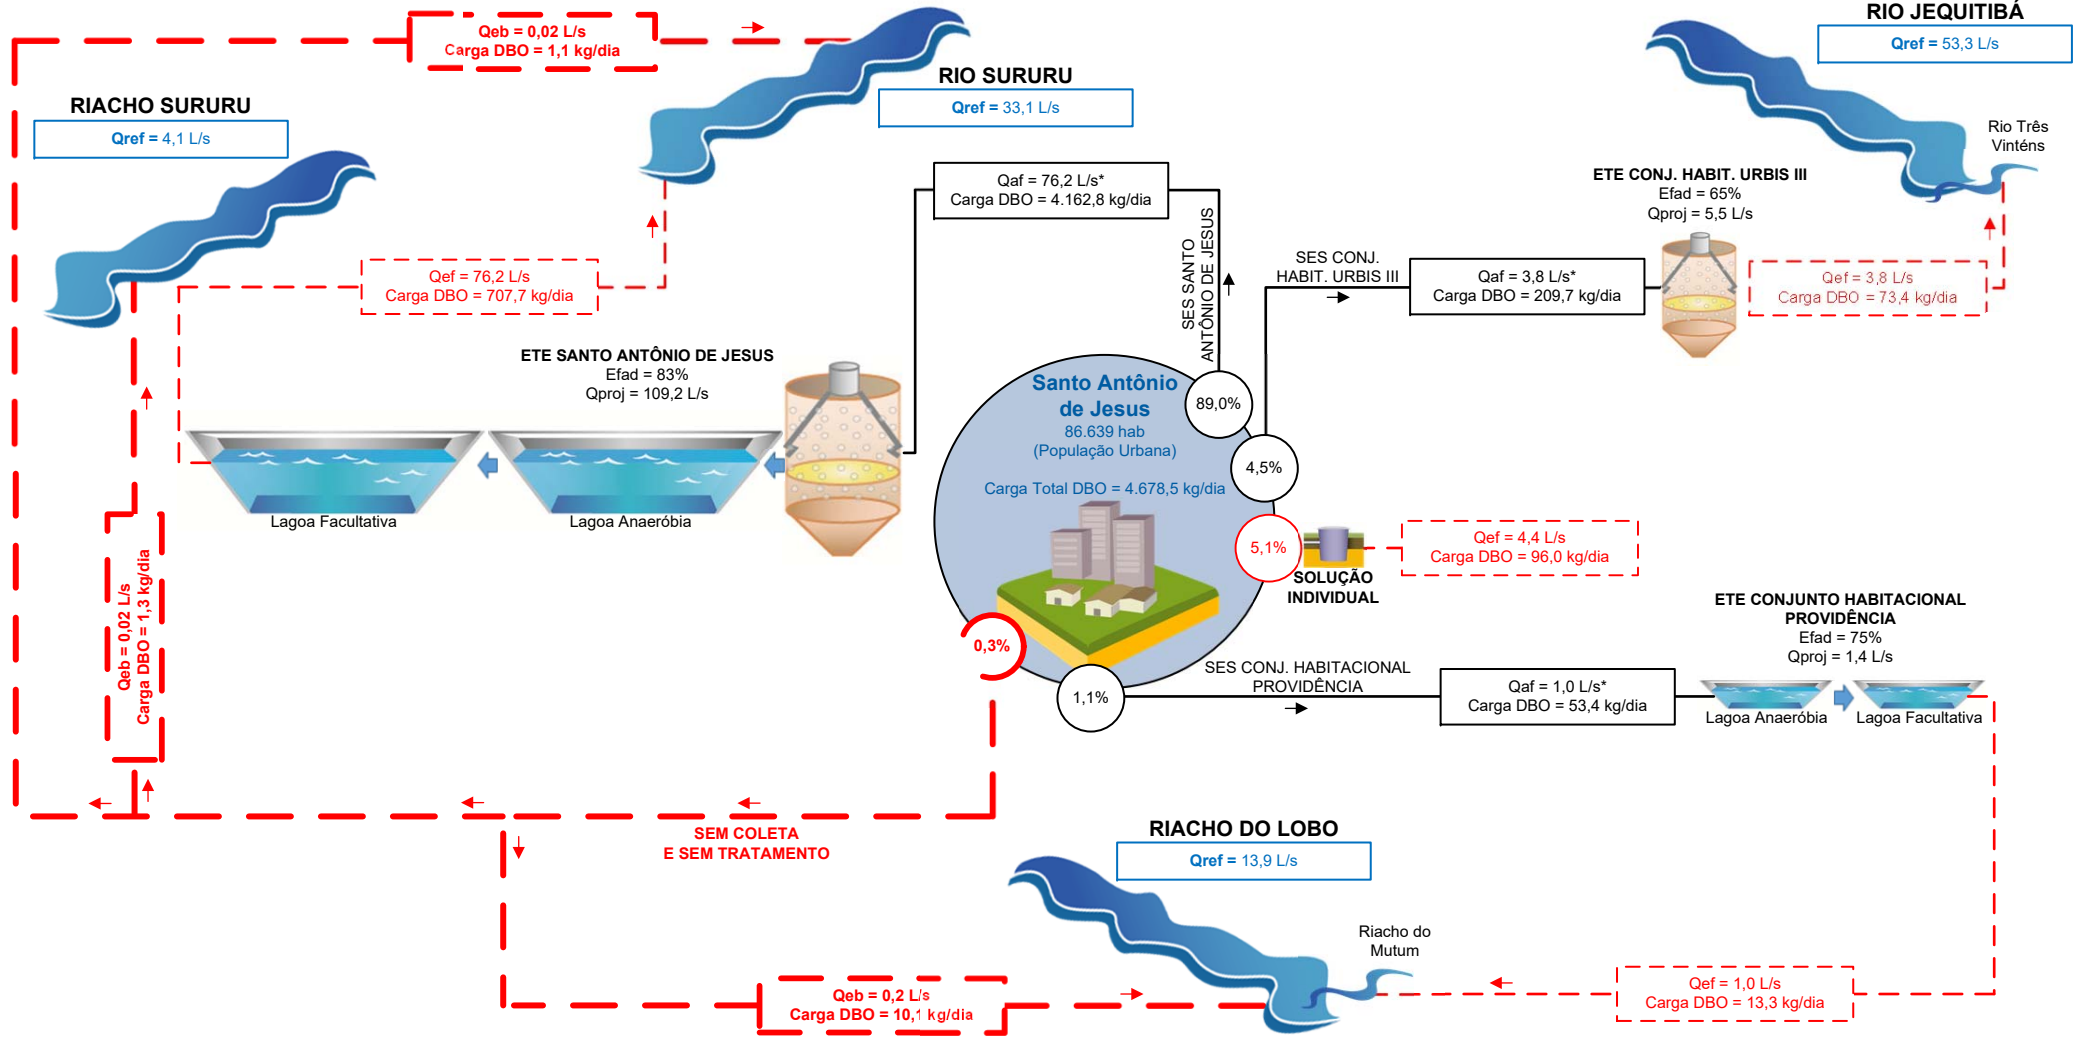 Qeb = 0,02 L/s
Carga DBO = 1,1 kg/dia
RIO JEQUITIBÁ
Qref = 53,3 L/s
RIO SURURU
Qref = 33,1 L/s
RIACHO SURURU
Qref = 4,1 L/s
Rio Três
Vinténs
Qaf = 76,2 L/s*
Carga DBO = 4.162,8 kg/dia
ETE CONJ. HABIT. URBIS III
Efad = 65%
Qproj = 5,5 L/s
SES SANTO
ANTÔNIO DE JESUS
SES CONJ.
HABIT. URBIS III
Qaf = 3,8 L/s*
Carga DBO = 209,7 kg/dia
Qef = 3,8 L/s
Carga DBO = 73,4 kg/dia
Qef = 76,2 L/s
Carga DBO = 707,7 kg/dia
ETE SANTO ANTÔNIO DE JESUS
Efad = 83%
Qproj = 109,2 L/s
Santo Antônio
de Jesus
86.639 hab
(População Urbana)
Carga Total DBO = 4.678,5 kg/dia
89,0%
4,5%
5,1%
SOLUÇÃO
INDIVIDUAL
Qef = 4,4 L/s
Carga DBO = 96,0 kg/dia
Lagoa Facultativa
Lagoa Anaeróbia
Qeb = 0,02 L/s
Carga DBO = 1,3 kg/dia
0,3%
1,1%
SES CONJ. HABITACIONAL
PROVIDÊNCIA
Qaf = 1,0 L/s*
Carga DBO = 53,4 kg/dia
ETE CONJUNTO HABITACIONAL
PROVIDÊNCIA
Efad = 75%
Qproj = 1,4 L/s
Lagoa Anaeróbia
Lagoa Facultativa
SEM COLETA
E SEM TRATAMENTO
RIACHO DO LOBO
Qref = 13,9 L/s
Riacho do
Mutum
Qeb = 0,2 L/s
Carga DBO = 10,1 kg/dia
Qef = 1,0 L/s
Carga DBO = 13,3 kg/dia